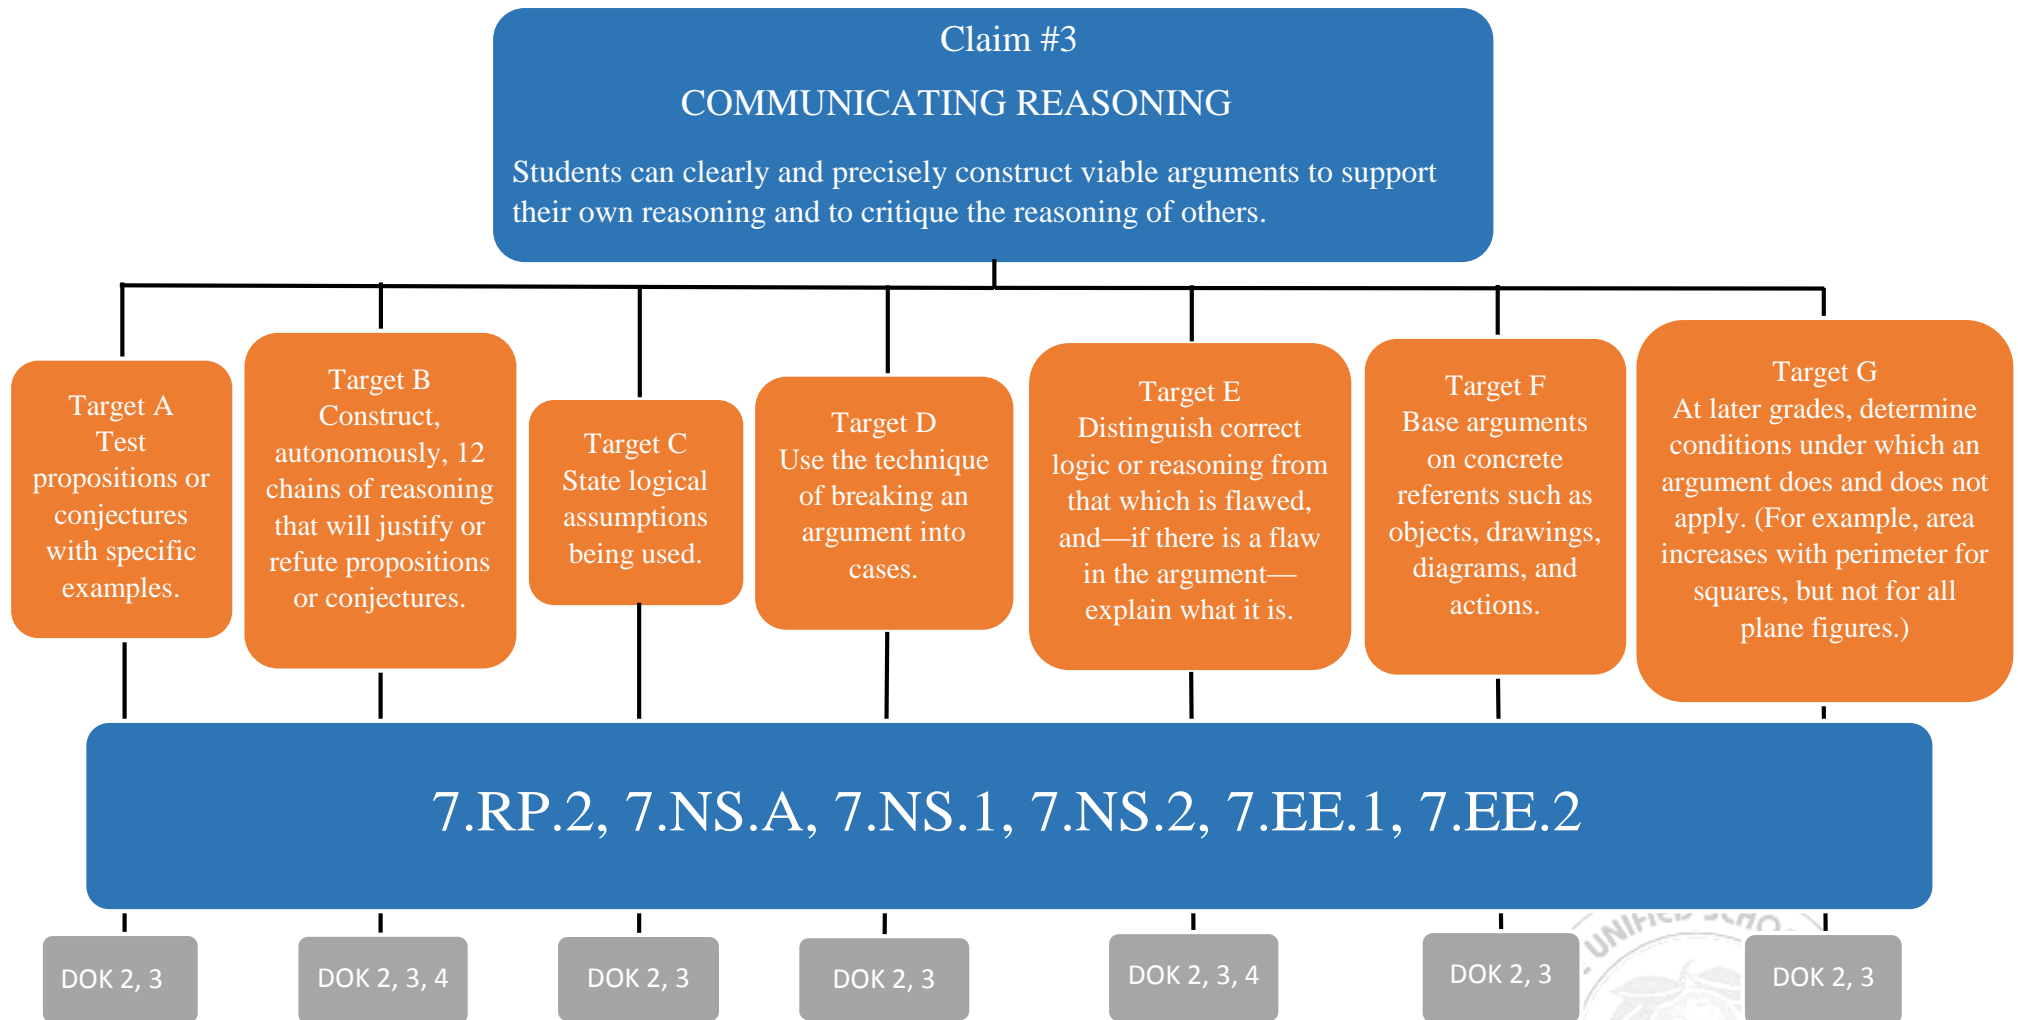 Claim #3
COMMUNICATING REASONING
Students can clearly and precisely construct viable arguments to support
their own reasoning and to critique the reasoning of others.
Target A
Test
propositions or
conjectures
with specific
examples.
Target B
Construct,
autonomously, 12
chains of reasoning
that will justify or
refute propositions
or conjectures.
Target C
State logical
assumptions
being used.
Target D
Use the technique
of breaking an
argument into
cases.
Target E
Distinguish correct
logic or reasoning from
that which is flawed,
and—if there is a flaw
in the argument—
explain what it is.
Target F
Base arguments
on concrete
referents such as
objects, drawings,
diagrams, and
actions.
Target G
At later grades, determine
conditions under which an
argument does and does not
apply. (For example, area
increases with perimeter for
squares, but not for all
plane figures.)
7.RP.2, 7.NS.A, 7.NS.1, 7.NS.2, 7.EE.1, 7.EE.2
DOK 2, 3
DOK 2, 3, 4
DOK 2, 3
DOK 2, 3
DOK 2, 3, 4
DOK 2, 3
DOK 2, 3
UNIFIED